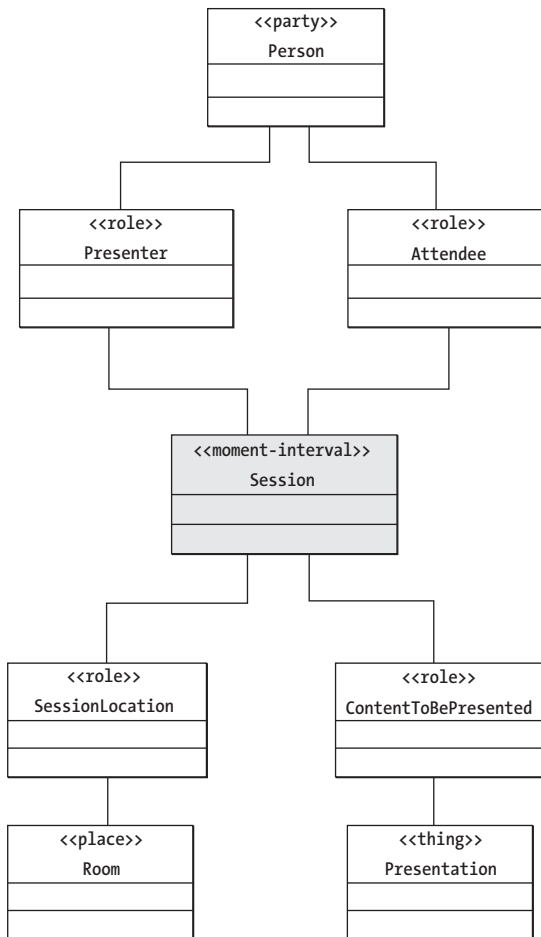 <<party>>
Person
<<role>>
Presenter
<<role>>
Attendee
<<moment-interval>>
Session
<<role>>
SessionLocation
<<role>>
ContentToBePresented
<<place>>
Room
<<thing>>
Presentation